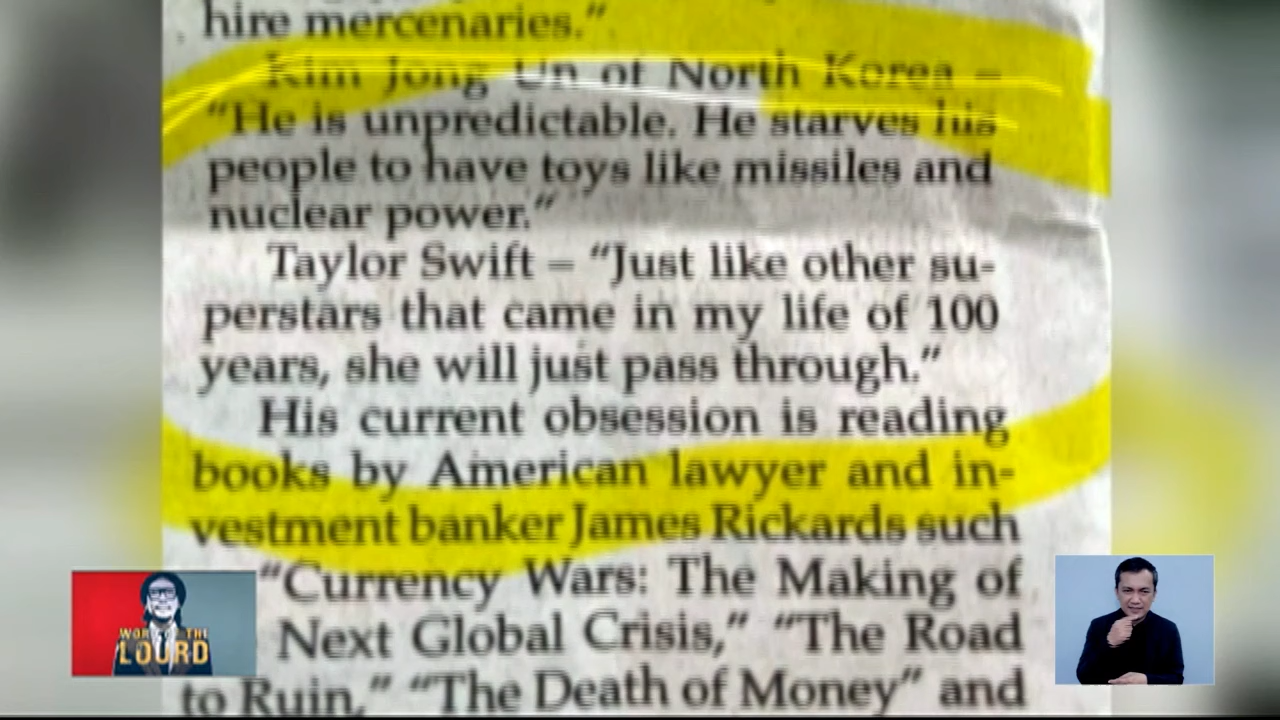 hire mercenaries."
Kim Jong Un of North Korea –
"He is unpredictable. He starves his
people to have toys like missiles and
nuclear power."
Taylor Swift – "Just like other su-
perstars that came in my life of 100
years, she will just pass through."
His current obsession is reading
books by American lawyer and in-
vestment banker James Rickards such
"Currency Wars: The Making of
Next Global Crisis," "The Road
to Ruin," "The Death of Money" and
LOURD